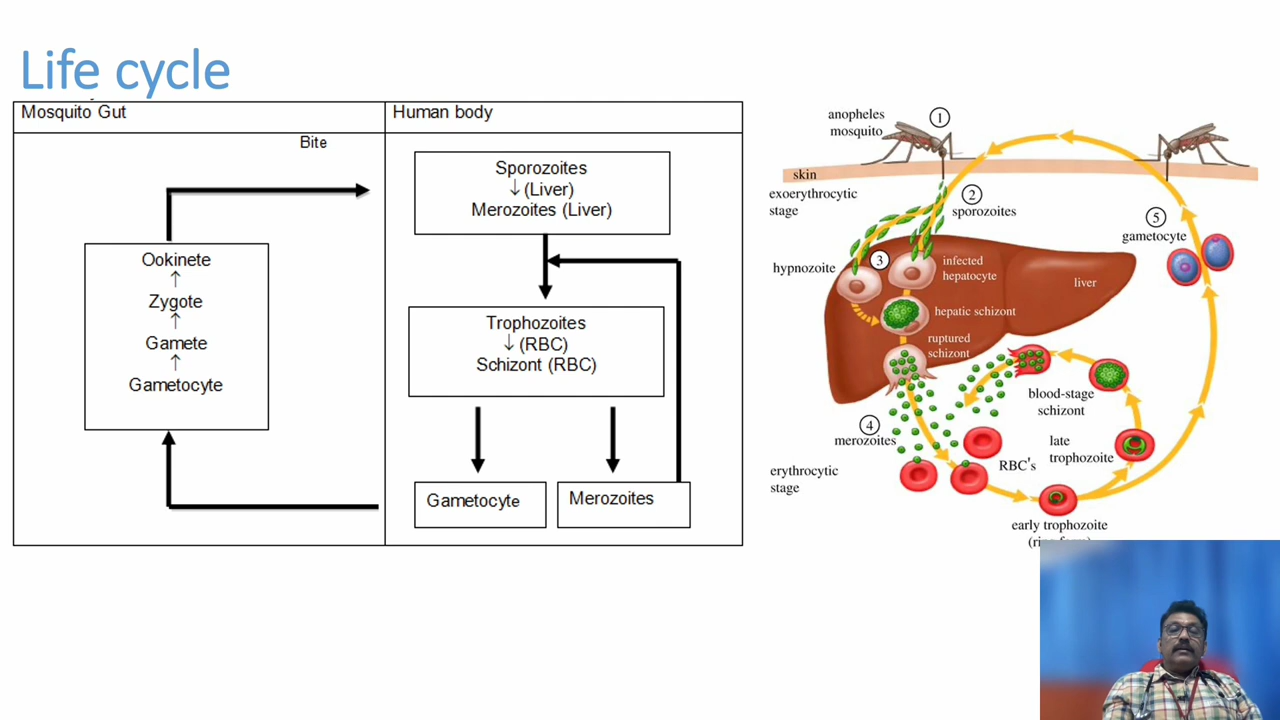 Life cycle
Mosquito Gut
Human body
Bite
Ookinete
↑
Zygote
↑
Gamete
↑
Gametocyte
Sporozoites
↓ (Liver)
Merozoites (Liver)
Trophozoites
↓ (RBC)
Schizont (RBC)
Gametocyte
Merozoites
anopheles
mosquito
1
skin
exoerythrocytic
stage
2
sporozoites
5
gametocyte
hypnozoite
3
infected
hepatocyte
liver
hepatic schizont
ruptured
schizont
blood-stage
schizont
4
merozoites
late
trophozoite
RBC's
erythrocytic
stage
early trophozoite